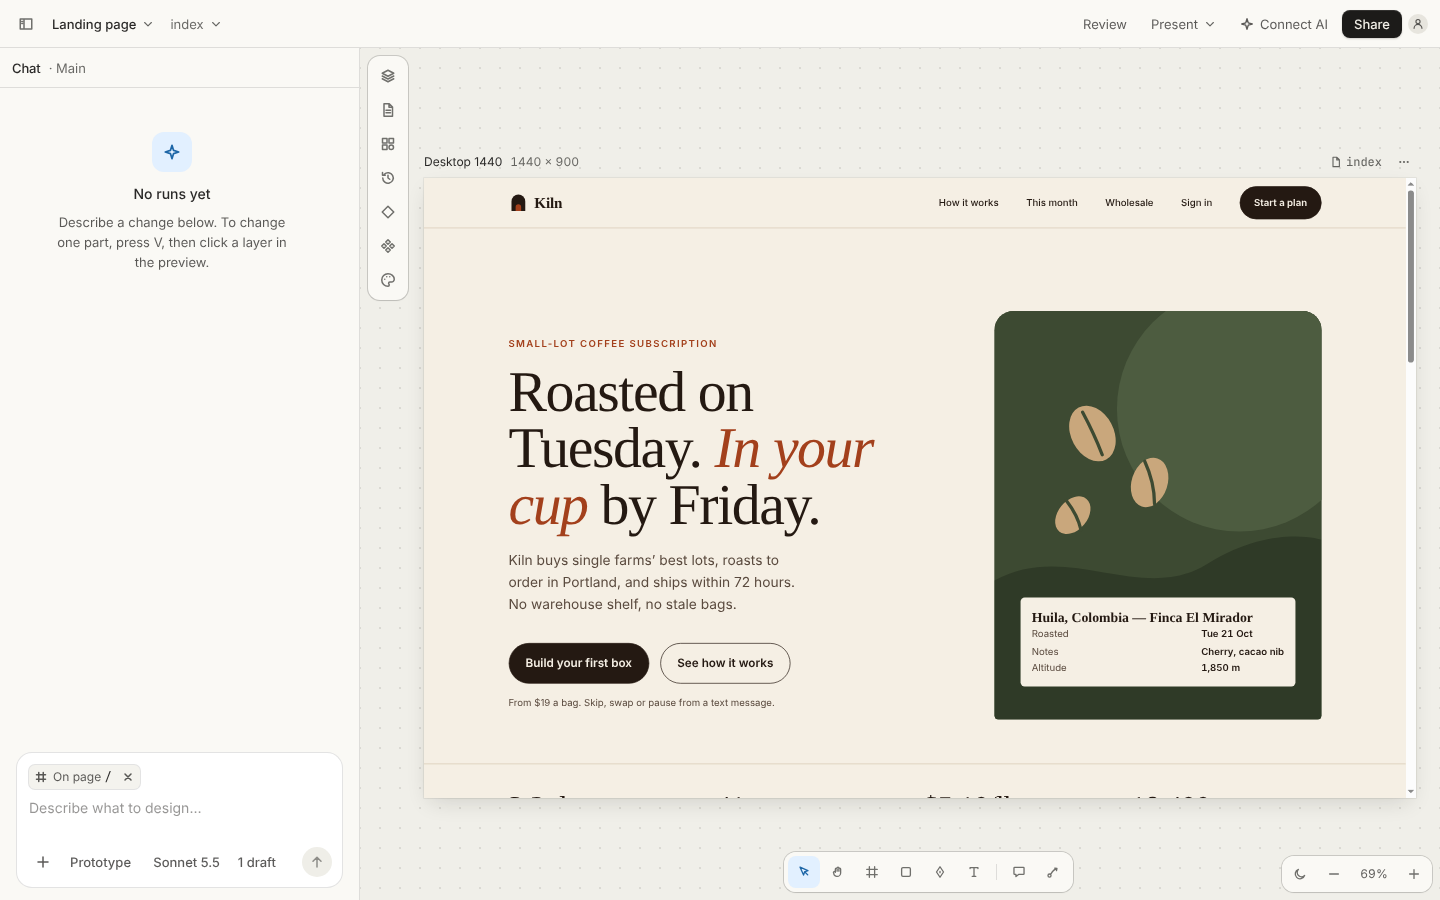 Landing page
index
Review
Present
Connect AI
Share
Chat · Main
No runs yet
Describe a change below. To change
one part, press V, then click a layer in
the preview.
On page /
Describe what to design...
Prototype
Sonnet 5.5
1 draft
Desktop 1440 1440 × 900
index
Kiln
How it works
This month
Wholesale
Sign in
Start a plan
SMALL-LOT COFFEE SUBSCRIPTION
Roasted on
Tuesday. In your
cup by Friday.
Kiln buys single farms’ best lots, roasts to
order in Portland, and ships within 72 hours.
No warehouse shelf, no stale bags.
Build your first box
See how it works
From $19 a bag. Skip, swap or pause from a text message.
Huila, Colombia — Finca El Mirador
Roasted Tue 21 Oct
Notes Cherry, cacao nib
Altitude 1,850 m
69%